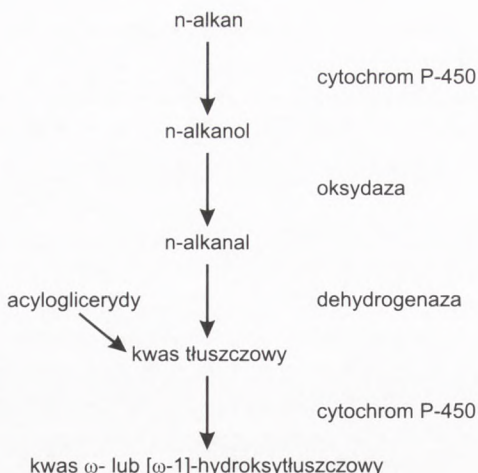 n-alkan
cytochrom P-450
n-alkanol
oksydaza
n-alkanal
acyloglicerydy
dehydrogenaza
kwas tłuszczowy
cytochrom P-450
kwas ω- lub [ω-1]-hydroksytłuszczowy